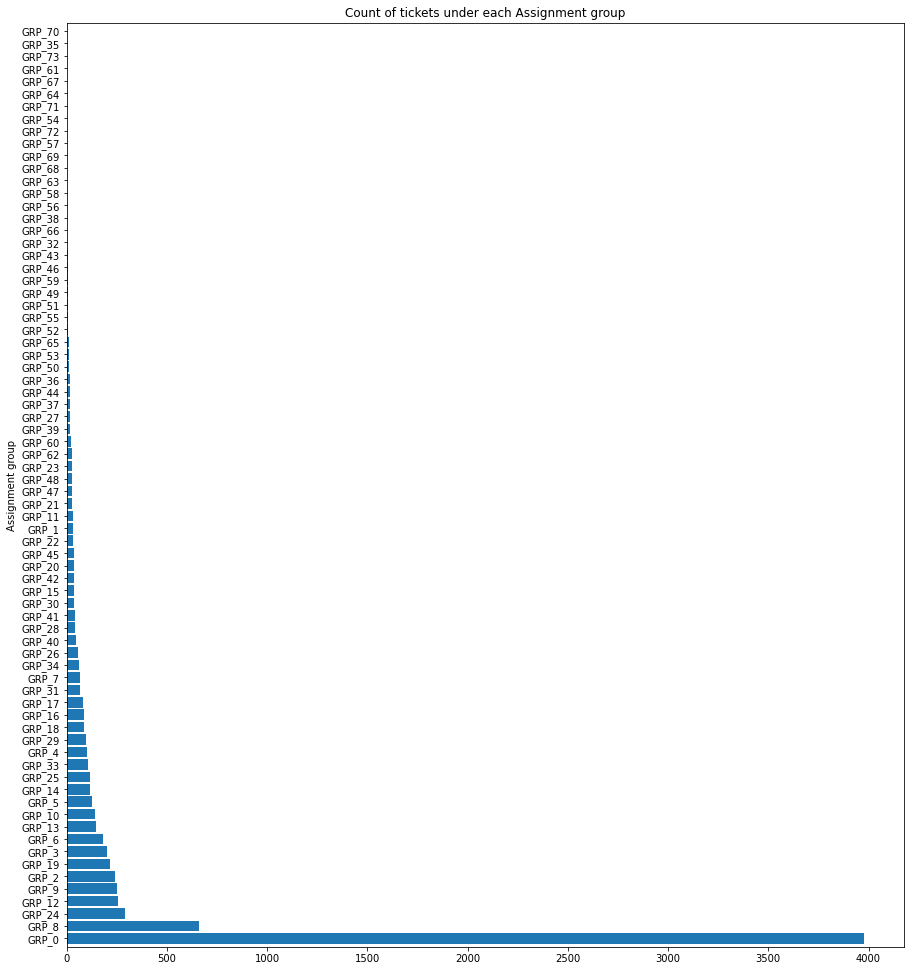 Count of tickets under each Assignment group
Assignment group
GRP_70
GRP_35
GRP_73
GRP_61
GRP_67
GRP_64
GRP_71
GRP_54
GRP_72
GRP_57
GRP_69
GRP_68
GRP_63
GRP_58
GRP_56
GRP_38
GRP_66
GRP_32
GRP_43
GRP_46
GRP_59
GRP_49
GRP_51
GRP_55
GRP_52
GRP_65
GRP_53
GRP_50
GRP_36
GRP_44
GRP_37
GRP_27
GRP_39
GRP_60
GRP_62
GRP_23
GRP_48
GRP_47
GRP_21
GRP_11
GRP_1
GRP_22
GRP_45
GRP_20
GRP_42
GRP_15
GRP_30
GRP_41
GRP_28
GRP_40
GRP_26
GRP_34
GRP_7
GRP_31
GRP_17
GRP_16
GRP_18
GRP_29
GRP_4
GRP_33
GRP_25
GRP_14
GRP_5
GRP_10
GRP_13
GRP_6
GRP_3
GRP_19
GRP_2
GRP_9
GRP_12
GRP_24
GRP_8
GRP_0
0 500 1000 1500 2000 2500 3000 3500 4000